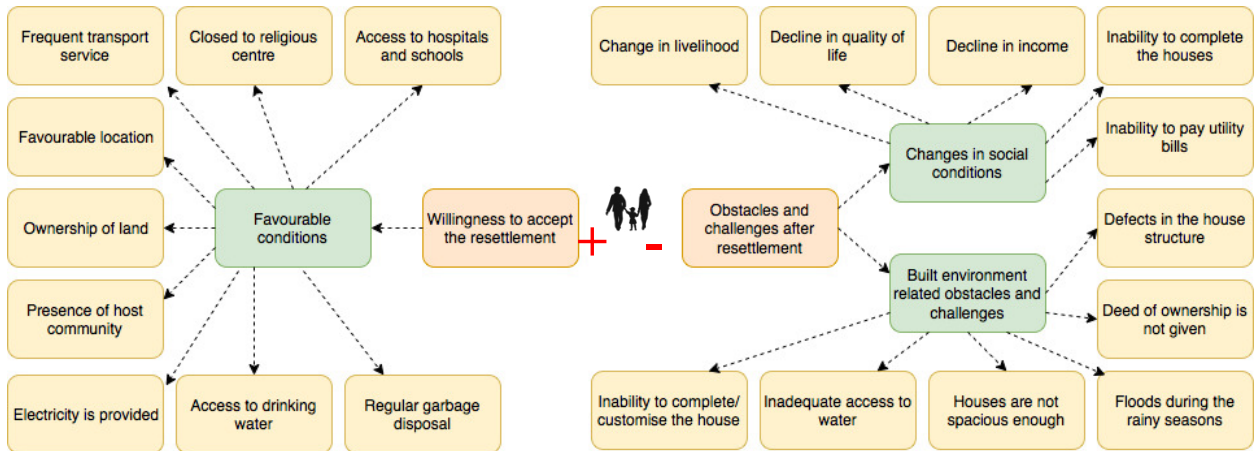 Frequent transport
service
Closed to religious
centre
Access to hospitals
and schools
Favourable location
Ownership of land
Presence of host
community
Electricity is provided
Access to drinking
water
Regular garbage
disposal
Favourable
conditions
Willingness to accept
the resettlement
+
-
Obstacles and
challenges after
resettlement
Changes in social
conditions
Change in livelihood
Decline in quality of
life
Decline in income
Inability to complete
the houses
Inability to pay utility
bills
Built environment
related obstacles and
challenges
Defects in the house
structure
Deed of ownership is
not given
Inability to complete/
customise the house
Inadequate access to
water
Houses are not
spacious enough
Floods during the
rainy seasons